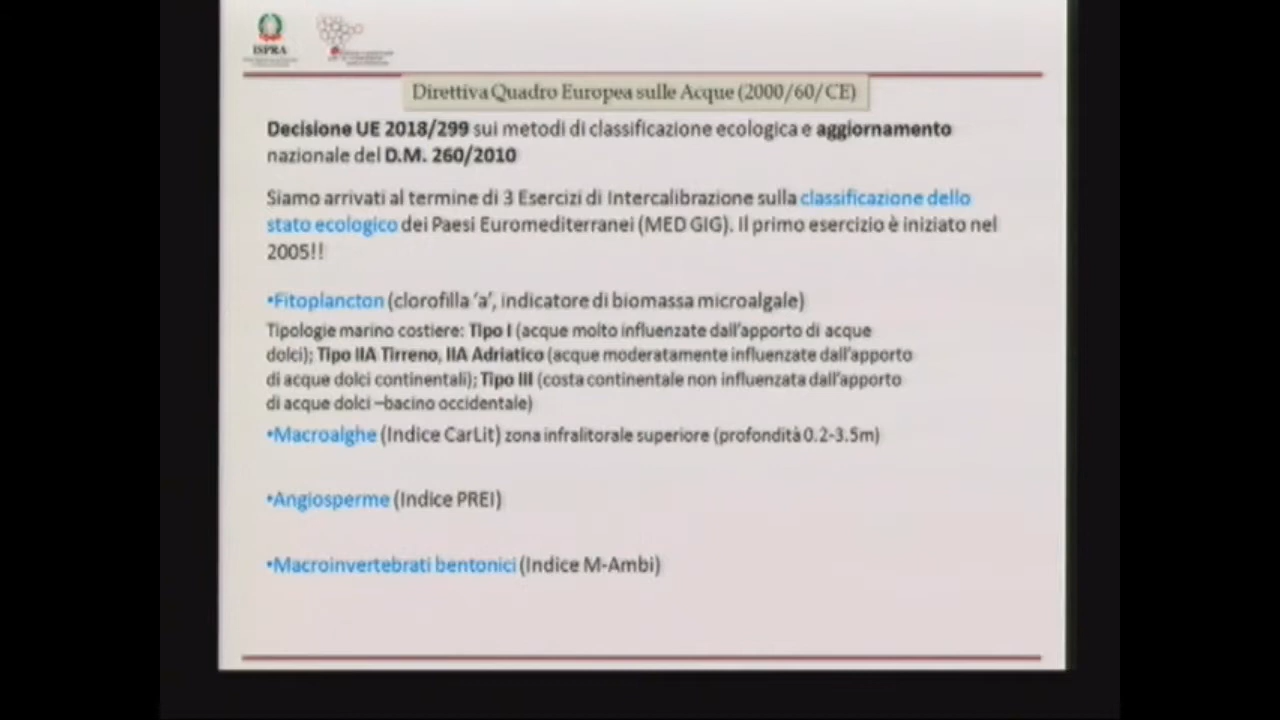 ISPRA
Direttiva Quadro Europea sulle Acque (2000/60/CE)
Decisione UE 2018/299 sui metodi di classificazione ecologica e aggiornamento
nazionale del D.M. 260/2010
Siamo arrivati al termine di 3 Esercizi di Intercalibrazione sulla classificazione dello
stato ecologico dei Paesi Euromediterranei (MED GIG). Il primo esercizio è iniziato nel
2005!!
•Fitoplancton (clorofilla ‘a’, indicatore di biomassa microalgale)
Tipologie marino costiere: Tipo I (acque molto influenzate dall’apporto di acque
dolci); Tipo IIA Tirreno, IIA Adriatico (acque moderatamente influenzate dall’apporto
di acque dolci continentali); Tipo III (costa continentale non influenzata dall’apporto
di acque dolci –bacino occidentale)
•Macroalghe (Indice CarLit) zona infralitorale superiore (profondità 0.2-3.5m)
•Angiosperme (Indice PREI)
•Macroinvertebrati bentonici (Indice M-Ambi)